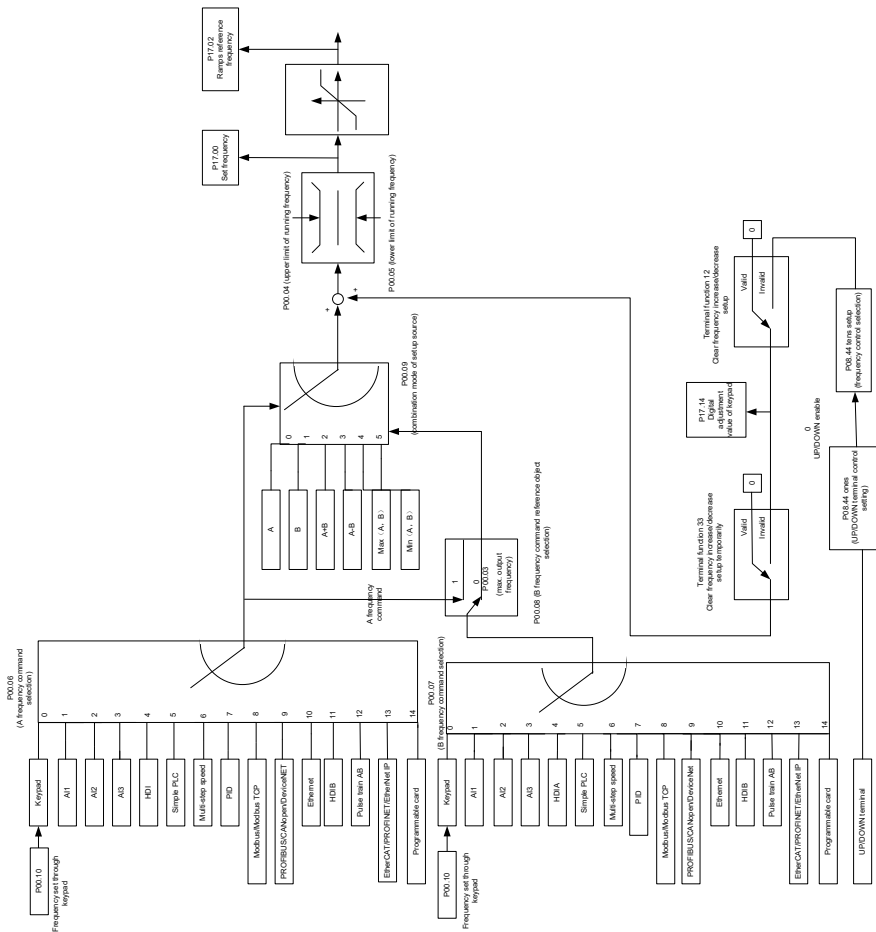 P00.10
Frequency set through
keypad
Keypad
AI1
AI2
AI3
HDI
Simple PLC
Multi-step speed
PID
Modbus/Modbus TCP
PROFIBUS/CANopen/DeviceNET
Ethernet
HDIB
Pulse train AB
EtherCAT/PROFINET/EtherNet IP
Programmable card
P00.06
(A frequency command
selection)
0
1
2
3
4
5
6
7
8
9
10
11
12
13
14
A frequency
command
P00.10
Frequency set through
keypad
Keypad
AI1
AI2
AI3
HDIA
Simple PLC
Multi-step speed
PID
Modbus/Modbus TCP
PROFIBUS/CANopen/DeviceNet
Ethernet
HDIB
Pulse train AB
EtherCAT/PROFINET/EtherNet IP
Programmable card
P00.07
(B frequency command selection)
0
1
2
3
4
5
6
7
8
9
10
11
12
13
14
1
0
P00.03
(max. output
frequency)
P00.08 (B frequency command reference object
selection)
A
B
A+B
A-B
Max（A，B）
Min（A，B）
0
1
2
3
4
5
P00.09
(combination mode of setup source)
+
+
P00.04 (upper limit of running frequency)
P00.05 (lower limit of running frequency)
P17.00
Set frequency
P17.02
Ramps reference
frequency
UP/DOWN terminal
P08.44 ones
(UP/DOWN terminal control
setting)
0
UP/DOWN enable
P08.44 tens setup
(frequency control selection)
Terminal function 33
Clear frequency increase/decrease
setup temporarily
Valid
Invalid
0
P17.14
Digital
adjustment
value of keypad
Terminal function 12
Clear frequency increase/decrease
setup
Valid
Invalid
0